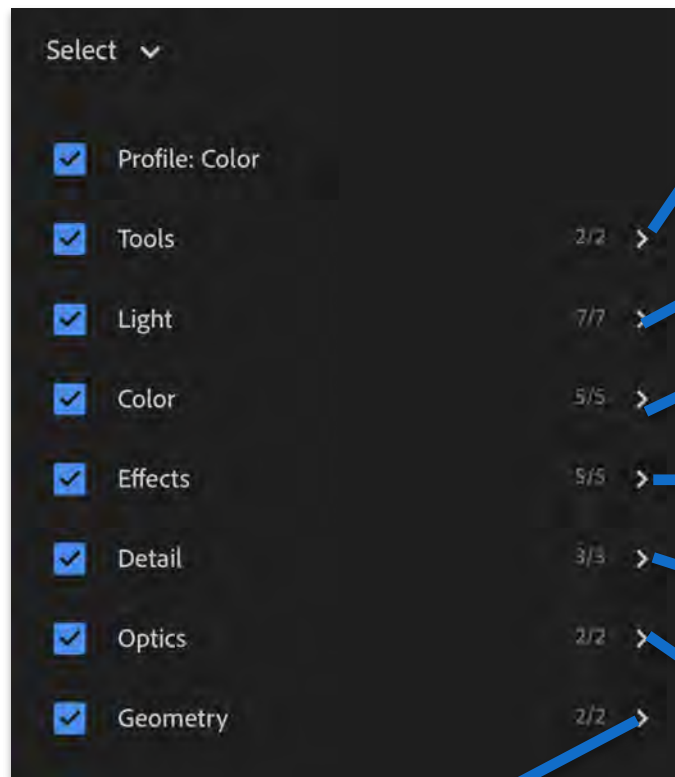 Select
Profile: Color
Tools 2/2
Light 7/7
Color 5/5
Effects 5/5
Detail 3/3
Optics 2/2
Geometry 2/2